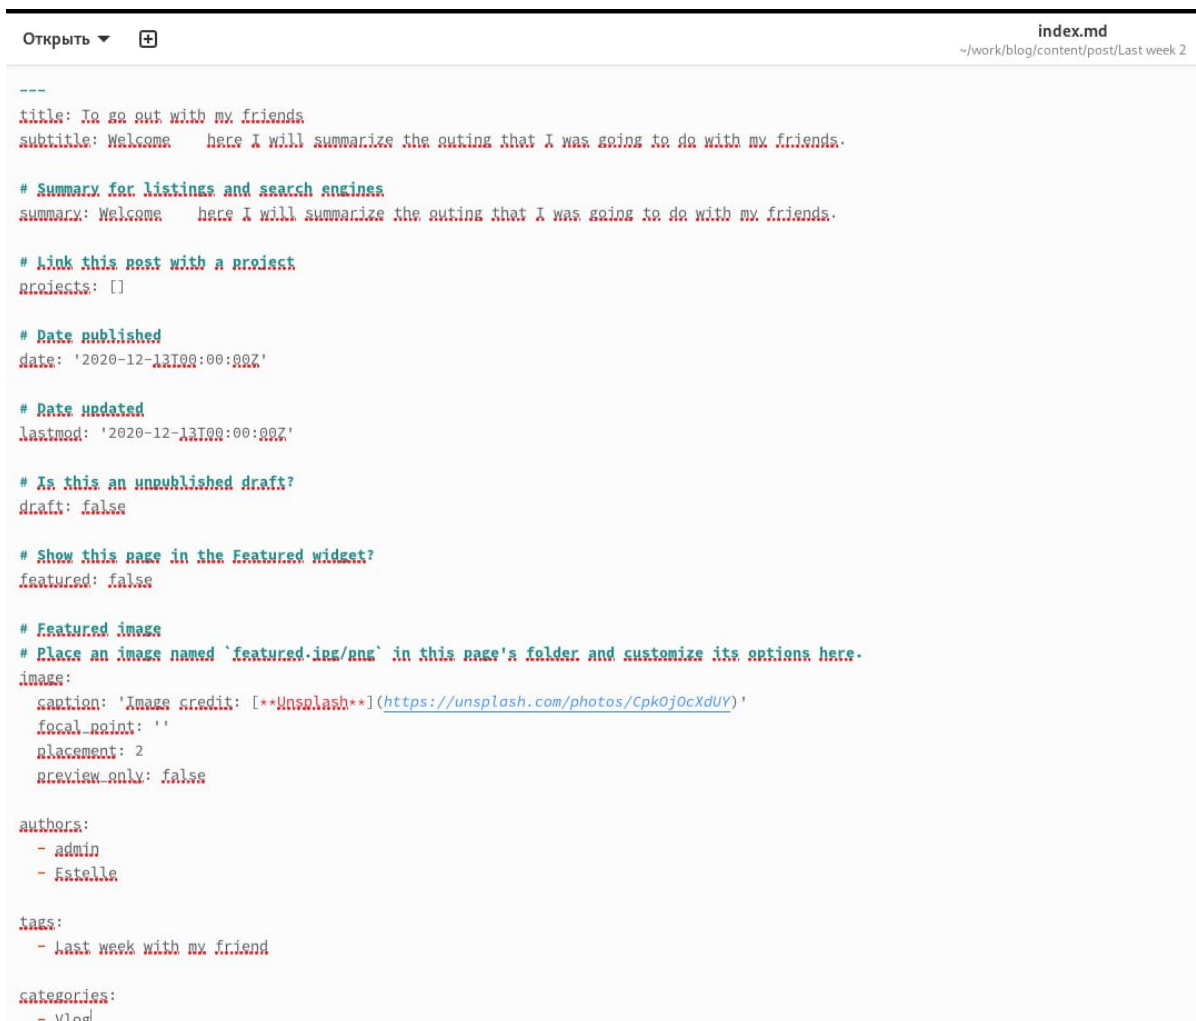 Открыть
index.md
~/work/blog/content/post/Last week 2
---
title: To go out with my friends
subtitle: Welcome    here I will summarize the outing that I was going to do with my friends.
# Summary for listings and search engines
summary: Welcome    here I will summarize the outing that I was going to do with my friends.
# Link this post with a project
projects: []
# Date published
date: '2020-12-13T00:00:00Z'
# Date updated
lastmod: '2020-12-13T00:00:00Z'
# Is this an unpublished draft?
draft: false
# Show this page in the Featured widget?
featured: false
# Featured image
# Place an image named `featured.jpg/png` in this page's folder and customize its options here.
image:
  caption: 'Image credit: [**Unsplash**](https://unsplash.com/photos/CpkOjOcXdUY)'
  focal_point: ''
  placement: 2
  preview_only: false
authors:
  - admin
  - Estelle
tags:
  - Last week with my friend
categories:
  - Vlog